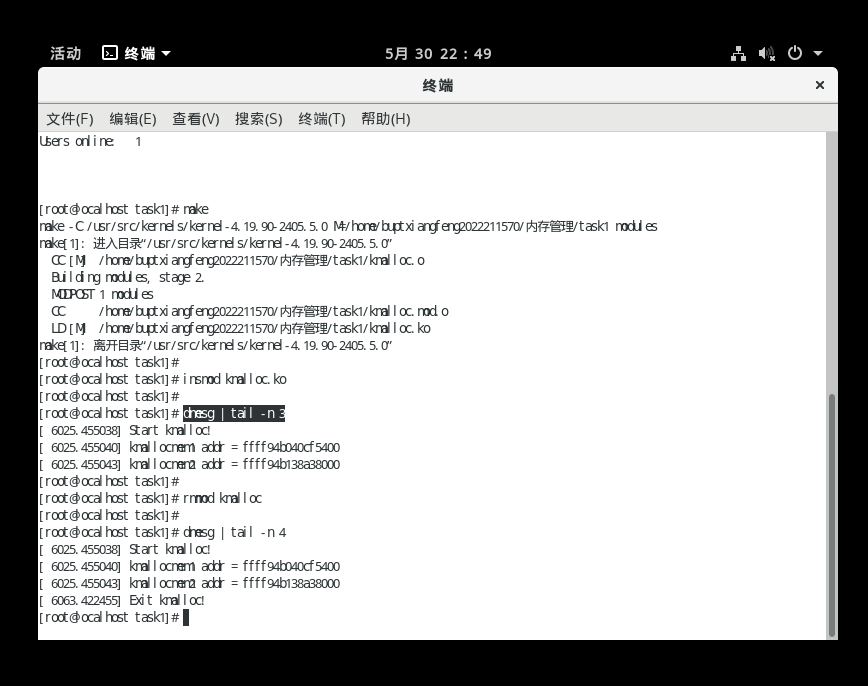 活动 终端 5月 30 22：49
终端
文件(F) 编辑(E) 查看(V) 搜索(S) 终端(T) 帮助(H)
Users online: 1
[root@localhost task1]# make
make -C /usr/src/kernels/kernel-4.19.90-2405.5.0 M=/home/buptxiangfeng2022211570/内存管理/task1 modules
make[1]: 进入目录“/usr/src/kernels/kernel-4.19.90-2405.5.0”
CC [M] /home/buptxiangfeng2022211570/内存管理/task1/kmalloc.o
Building modules, stage 2.
MODPOST 1 modules
CC /home/buptxiangfeng2022211570/内存管理/task1/kmalloc.mod.o
LD [M] /home/buptxiangfeng2022211570/内存管理/task1/kmalloc.ko
make[1]: 离开目录“/usr/src/kernels/kernel-4.19.90-2405.5.0”
[root@localhost task1]#
[root@localhost task1]# insmod kmalloc.ko
[root@localhost task1]#
[root@localhost task1]# dmesg | tail -n 3
[ 6025.455038] Start kmalloc!
[ 6025.455040] kmallocmem1 addr = ffff94b040cf5400
[ 6025.455043] kmallocmem2 addr = ffff94b138a38000
[root@localhost task1]#
[root@localhost task1]# rmmod kmalloc
[root@localhost task1]#
[root@localhost task1]# dmesg | tail -n 4
[ 6025.455038] Start kmalloc!
[ 6025.455040] kmallocmem1 addr = ffff94b040cf5400
[ 6025.455043] kmallocmem2 addr = ffff94b138a38000
[ 6063.422455] Exit kmalloc!
[root@localhost task1]#